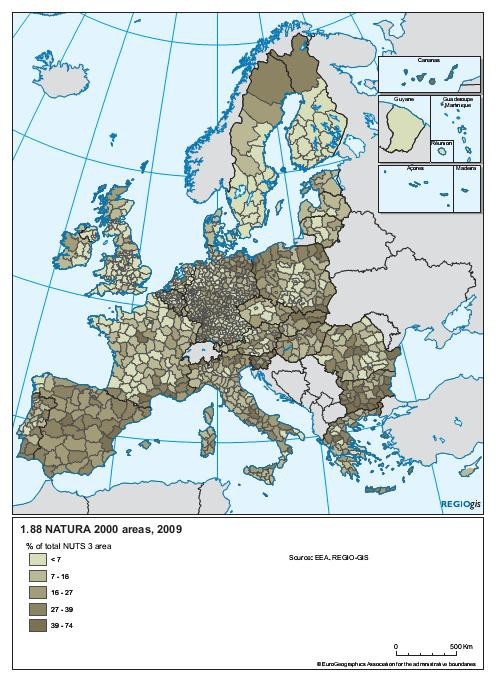 Canarias
Guyane
Guadeloupe
Martinique
Réunion
Açores
Madeira
REGIOgis
1.88 NATURA 2000 areas, 2009
% of total NUTS 3 area
< 7
7 - 16
16 - 27
27 - 39
39 - 74
Source: EEA, REGIO-GIS
0 500 Km
© EuroGeographics Association for the administrative boundaries